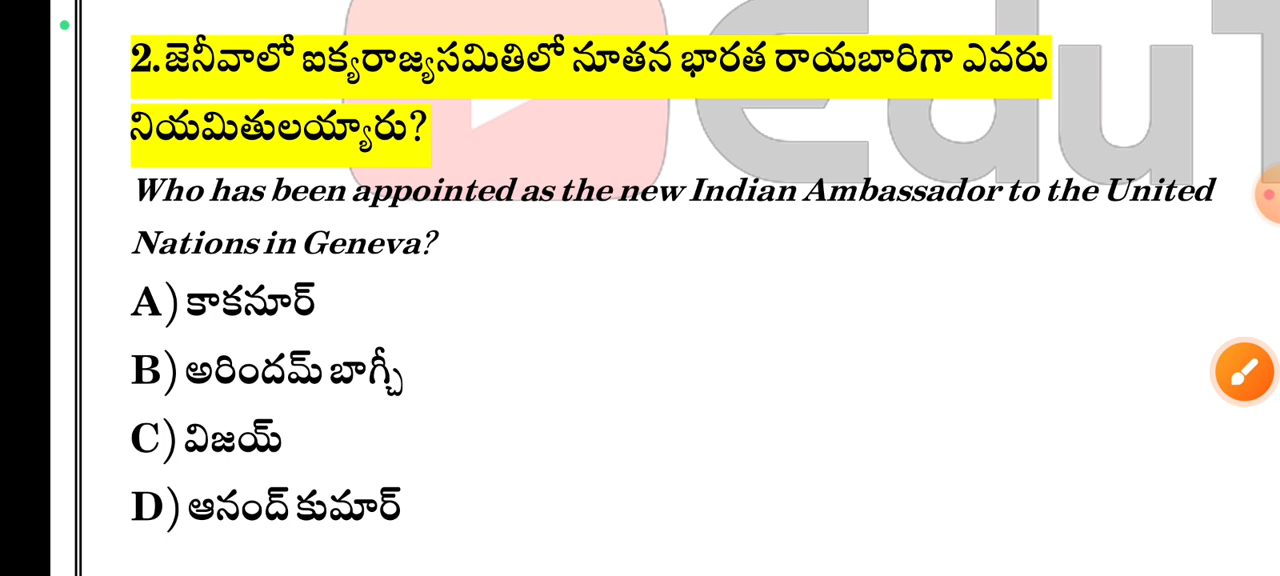 2.జెనీవాలో ఐక్యరాజ్యసమితిలో నూతన భారత రాయబారిగా ఎవరు
నియమితులయ్యారు?
Who has been appointed as the new Indian Ambassador to the United
Nations in Geneva?
A) కాకనూర్
B) అరిందమ్ బాగ్చీ
C) విజయ్
D) ఆనంద్ కుమార్